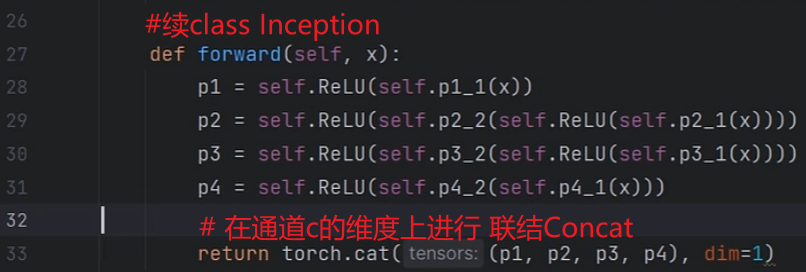 26 #续class Inception
27 def forward(self, x):
28 p1 = self.ReLU(self.p1_1(x))
29 p2 = self.ReLU(self.p2_2(self.ReLU(self.p2_1(x))))
30 p3 = self.ReLU(self.p3_2(self.ReLU(self.p3_1(x))))
31 p4 = self.ReLU(self.p4_2(self.p4_1(x)))
32 # 在通道c的维度上进行 联结Concat
33 return torch.cat( tensors: (p1, p2, p3, p4), dim=1)